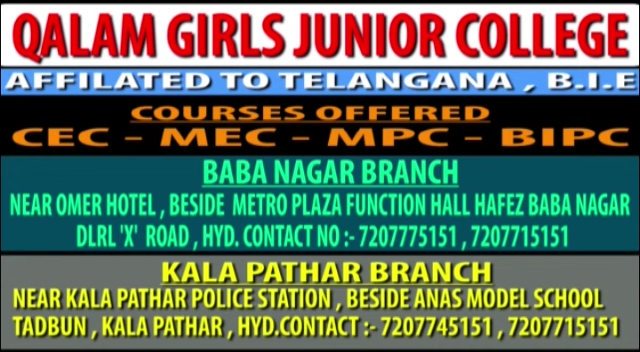 QALAM GIRLS JUNIOR COLLEGE
AFFILATED TO TELANGANA , B.I.E
COURSES OFFERED
CEC - MEC - MPC - BIPC
BABA NAGAR BRANCH
NEAR OMER HOTEL , BESIDE METRO PLAZA FUNCTION HALL HAFEZ BABA NAGAR
DLRL 'X' ROAD , HYD. CONTACT NO :- 7207775151 , 7207715151
KALA PATHAR BRANCH
NEAR KALA PATHAR POLICE STATION , BESIDE ANAS MODEL SCHOOL
TADBUN , KALA PATHAR , HYD.CONTACT :- 7207745151 , 7207715151